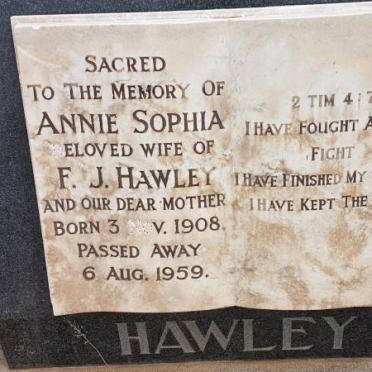 SACRED
TO THE MEMORY OF
ANNIE SOPHIA
ELOVED WIFE OF
F. J. HAWLEY
AND OUR DEAR MOTHER
BORN 3 V. 1908.
PASSED AWAY
6 AUG. 1959.
2 TIM 4:7
I HAVE FOUGHT A
FIGHT
I HAVE FINISHED MY
I HAVE KEPT THE
HAWLEY